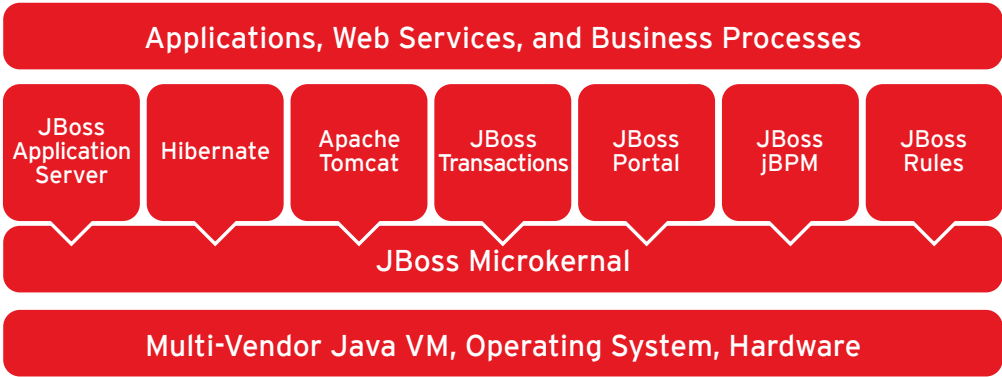 Applications, Web Services, and Business Processes
JBoss
Application
Server
Hibernate
Apache
Tomcat
JBoss
Transactions
JBoss
Portal
JBoss
jBPM
JBoss
Rules
JBoss Microkernal
Multi-Vendor Java VM, Operating System, Hardware